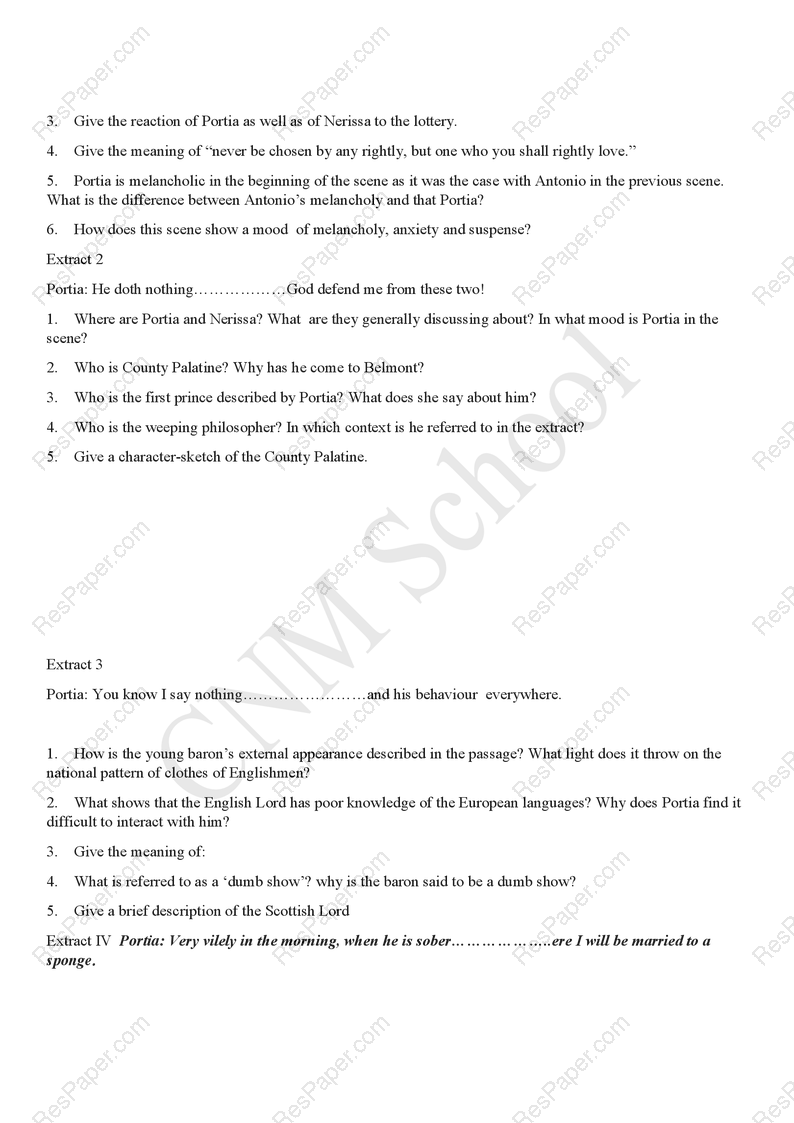 3. Give the reaction of Portia as well as of Nerissa to the lottery.
4. Give the meaning of “never be chosen by any rightly, but one who you shall rightly love.”
5. Portia is melancholic in the beginning of the scene as it was the case with Antonio in the previous scene.
What is the difference between Antonio’s melancholy and that Portia?
6. How does this scene show a mood of melancholy, anxiety and suspense?
Extract 2
Portia: He doth nothing………………God defend me from these two!
1. Where are Portia and Nerissa? What are they generally discussing about? In what mood is Portia in the
scene?
2. Who is County Palatine? Why has he come to Belmont?
3. Who is the first prince described by Portia? What does she say about him?
4. Who is the weeping philosopher? In which context is he referred to in the extract?
5. Give a character-sketch of the County Palatine.
CNM School
Extract 3
Portia: You know I say nothing……………………and his behaviour everywhere.
1. How is the young baron’s external appearance described in the passage? What light does it throw on the
national pattern of clothes of Englishmen?
2. What shows that the English Lord has poor knowledge of the European languages? Why does Portia find it
difficult to interact with him?
3. Give the meaning of:
4. What is referred to as a ‘dumb show’? why is the baron said to be a dumb show?
5. Give a brief description of the Scottish Lord
Extract IV Portia: Very vilely in the morning, when he is sober………………..ere I will be married to a
sponge.
ResPaper.com